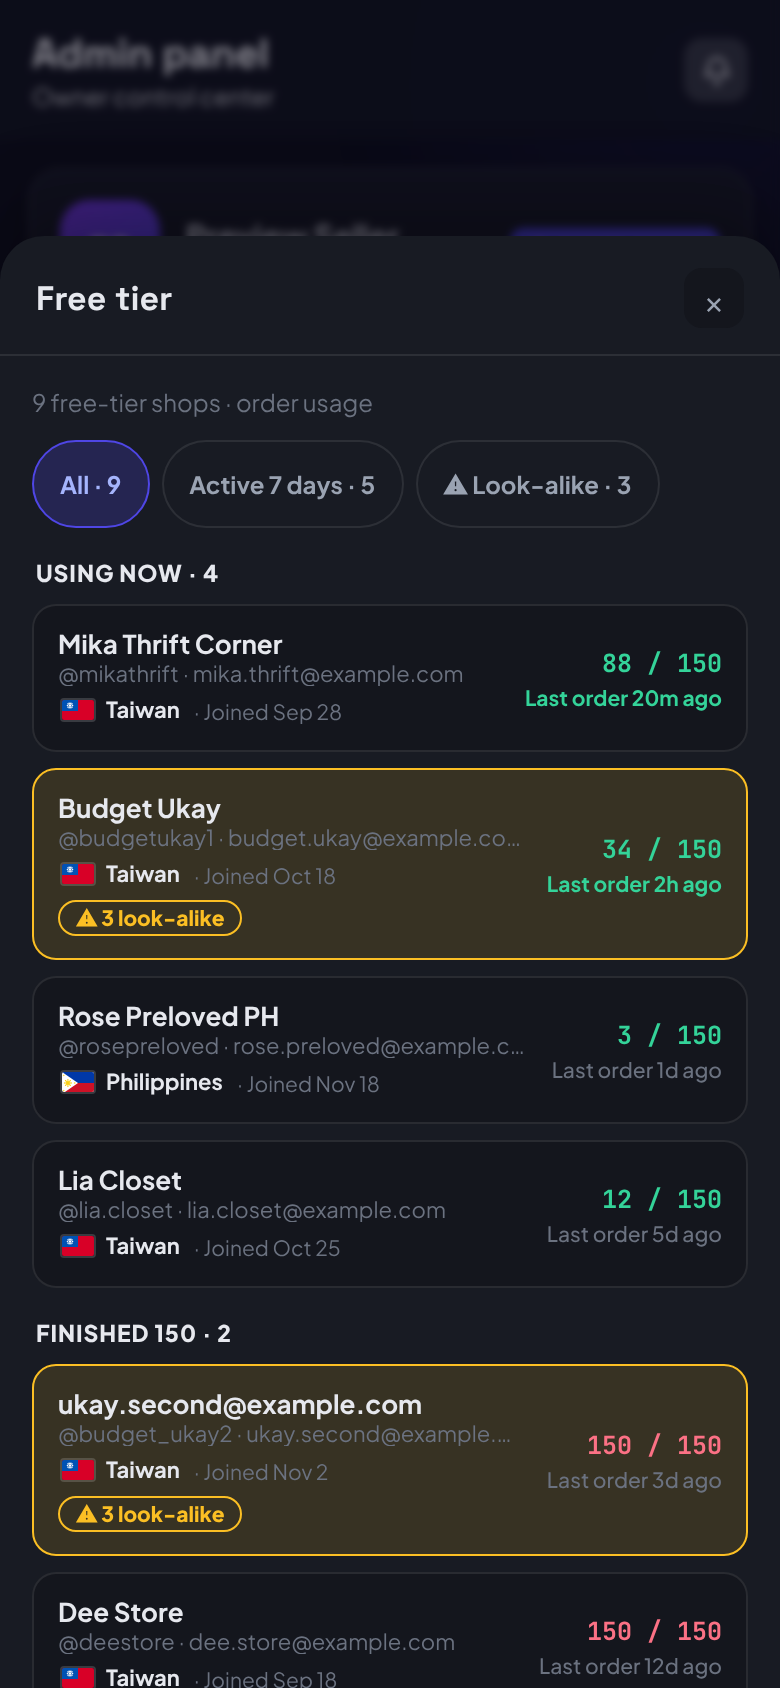 Admin panel
Owner control center
Preview Seller
Free tier
×
9 free-tier shops · order usage
All · 9
Active 7 days · 5
⚠ Look-alike · 3
USING NOW · 4
Mika Thrift Corner
@mikathrift · mika.thrift@example.com
Taiwan · Joined Sep 28
88 / 150
Last order 20m ago
Budget Ukay
@budgetukay1 · budget.ukay@example.co…
Taiwan · Joined Oct 18
⚠ 3 look-alike
34 / 150
Last order 2h ago
Rose Preloved PH
@rosepreloved · rose.preloved@example.c…
Philippines · Joined Nov 18
3 / 150
Last order 1d ago
Lia Closet
@lia.closet · lia.closet@example.com
Taiwan · Joined Oct 25
12 / 150
Last order 5d ago
FINISHED 150 · 2
ukay.second@example.com
@budget_ukay2 · ukay.second@example.…
Taiwan · Joined Nov 2
⚠ 3 look-alike
150 / 150
Last order 3d ago
Dee Store
@deestore · dee.store@example.com
Taiwan · Joined Sep 18
150 / 150
Last order 12d ago